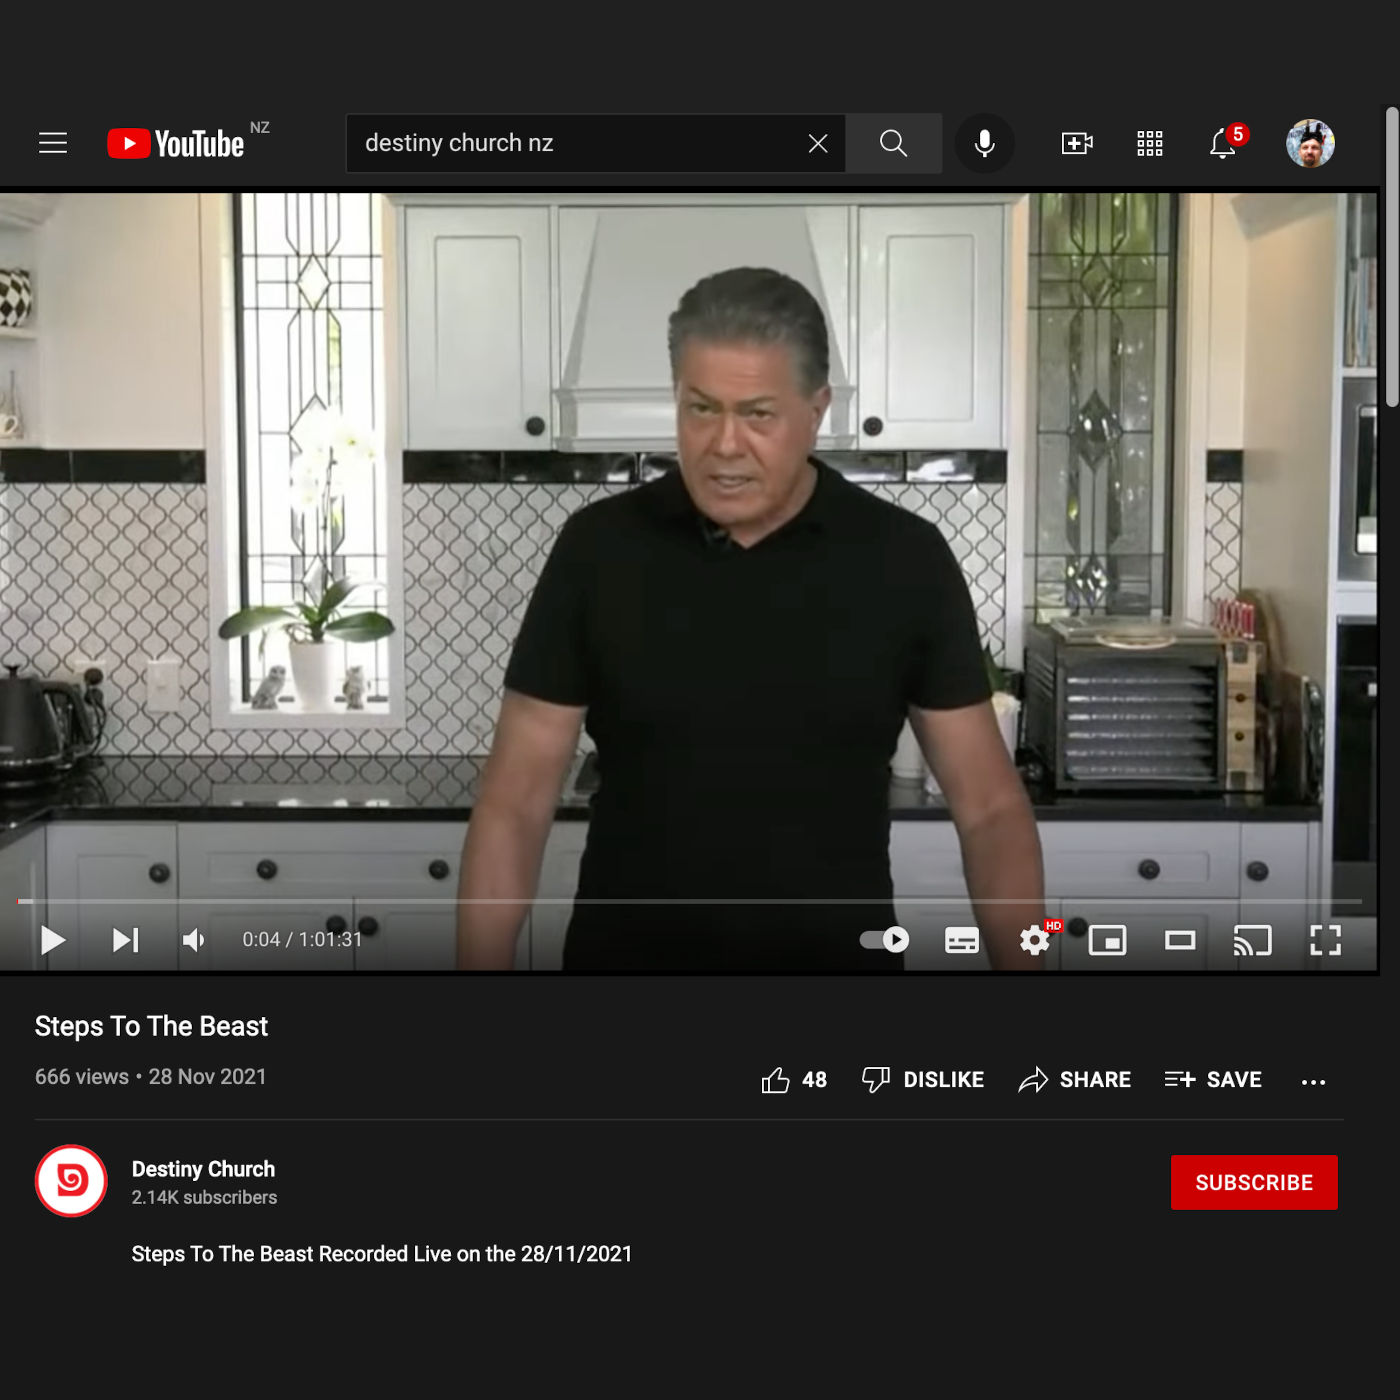 YouTube NZ
destiny church nz
5
0:04 / 1:01:31
HD
Steps To The Beast
666 views • 28 Nov 2021
48 DISLIKE SHARE SAVE ...
Destiny Church
2.14K subscribers
SUBSCRIBE
Steps To The Beast Recorded Live on the 28/11/2021